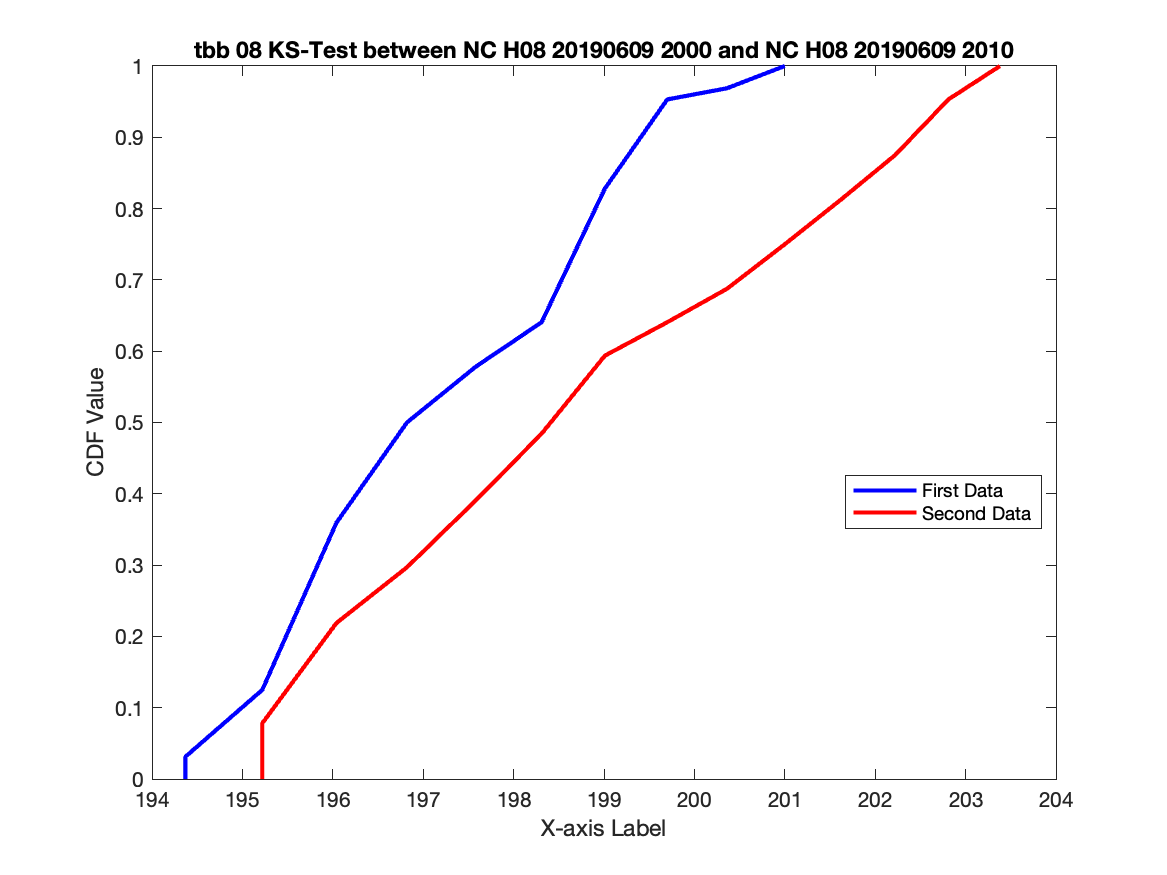 tbb 08 KS-Test between NC H08 20190609 2000 and NC H08 20190609 2010
1
0.9
0.8
0.7
0.6
0.5
0.4
0.3
0.2
0.1
0
CDF Value
First Data
Second Data
194 195 196 197 198 199 200 201 202 203 204
X-axis Label